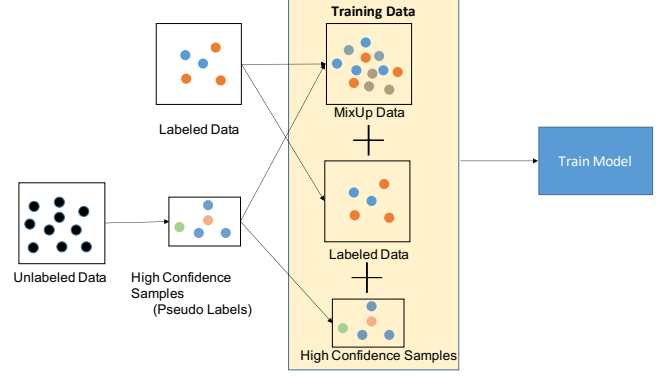 Training Data
MixUp Data
Labeled Data
Train Model
Labeled Data
Unlabeled Data
High Confidence
Samples
(Pseudo Labels)
High Confidence Samples